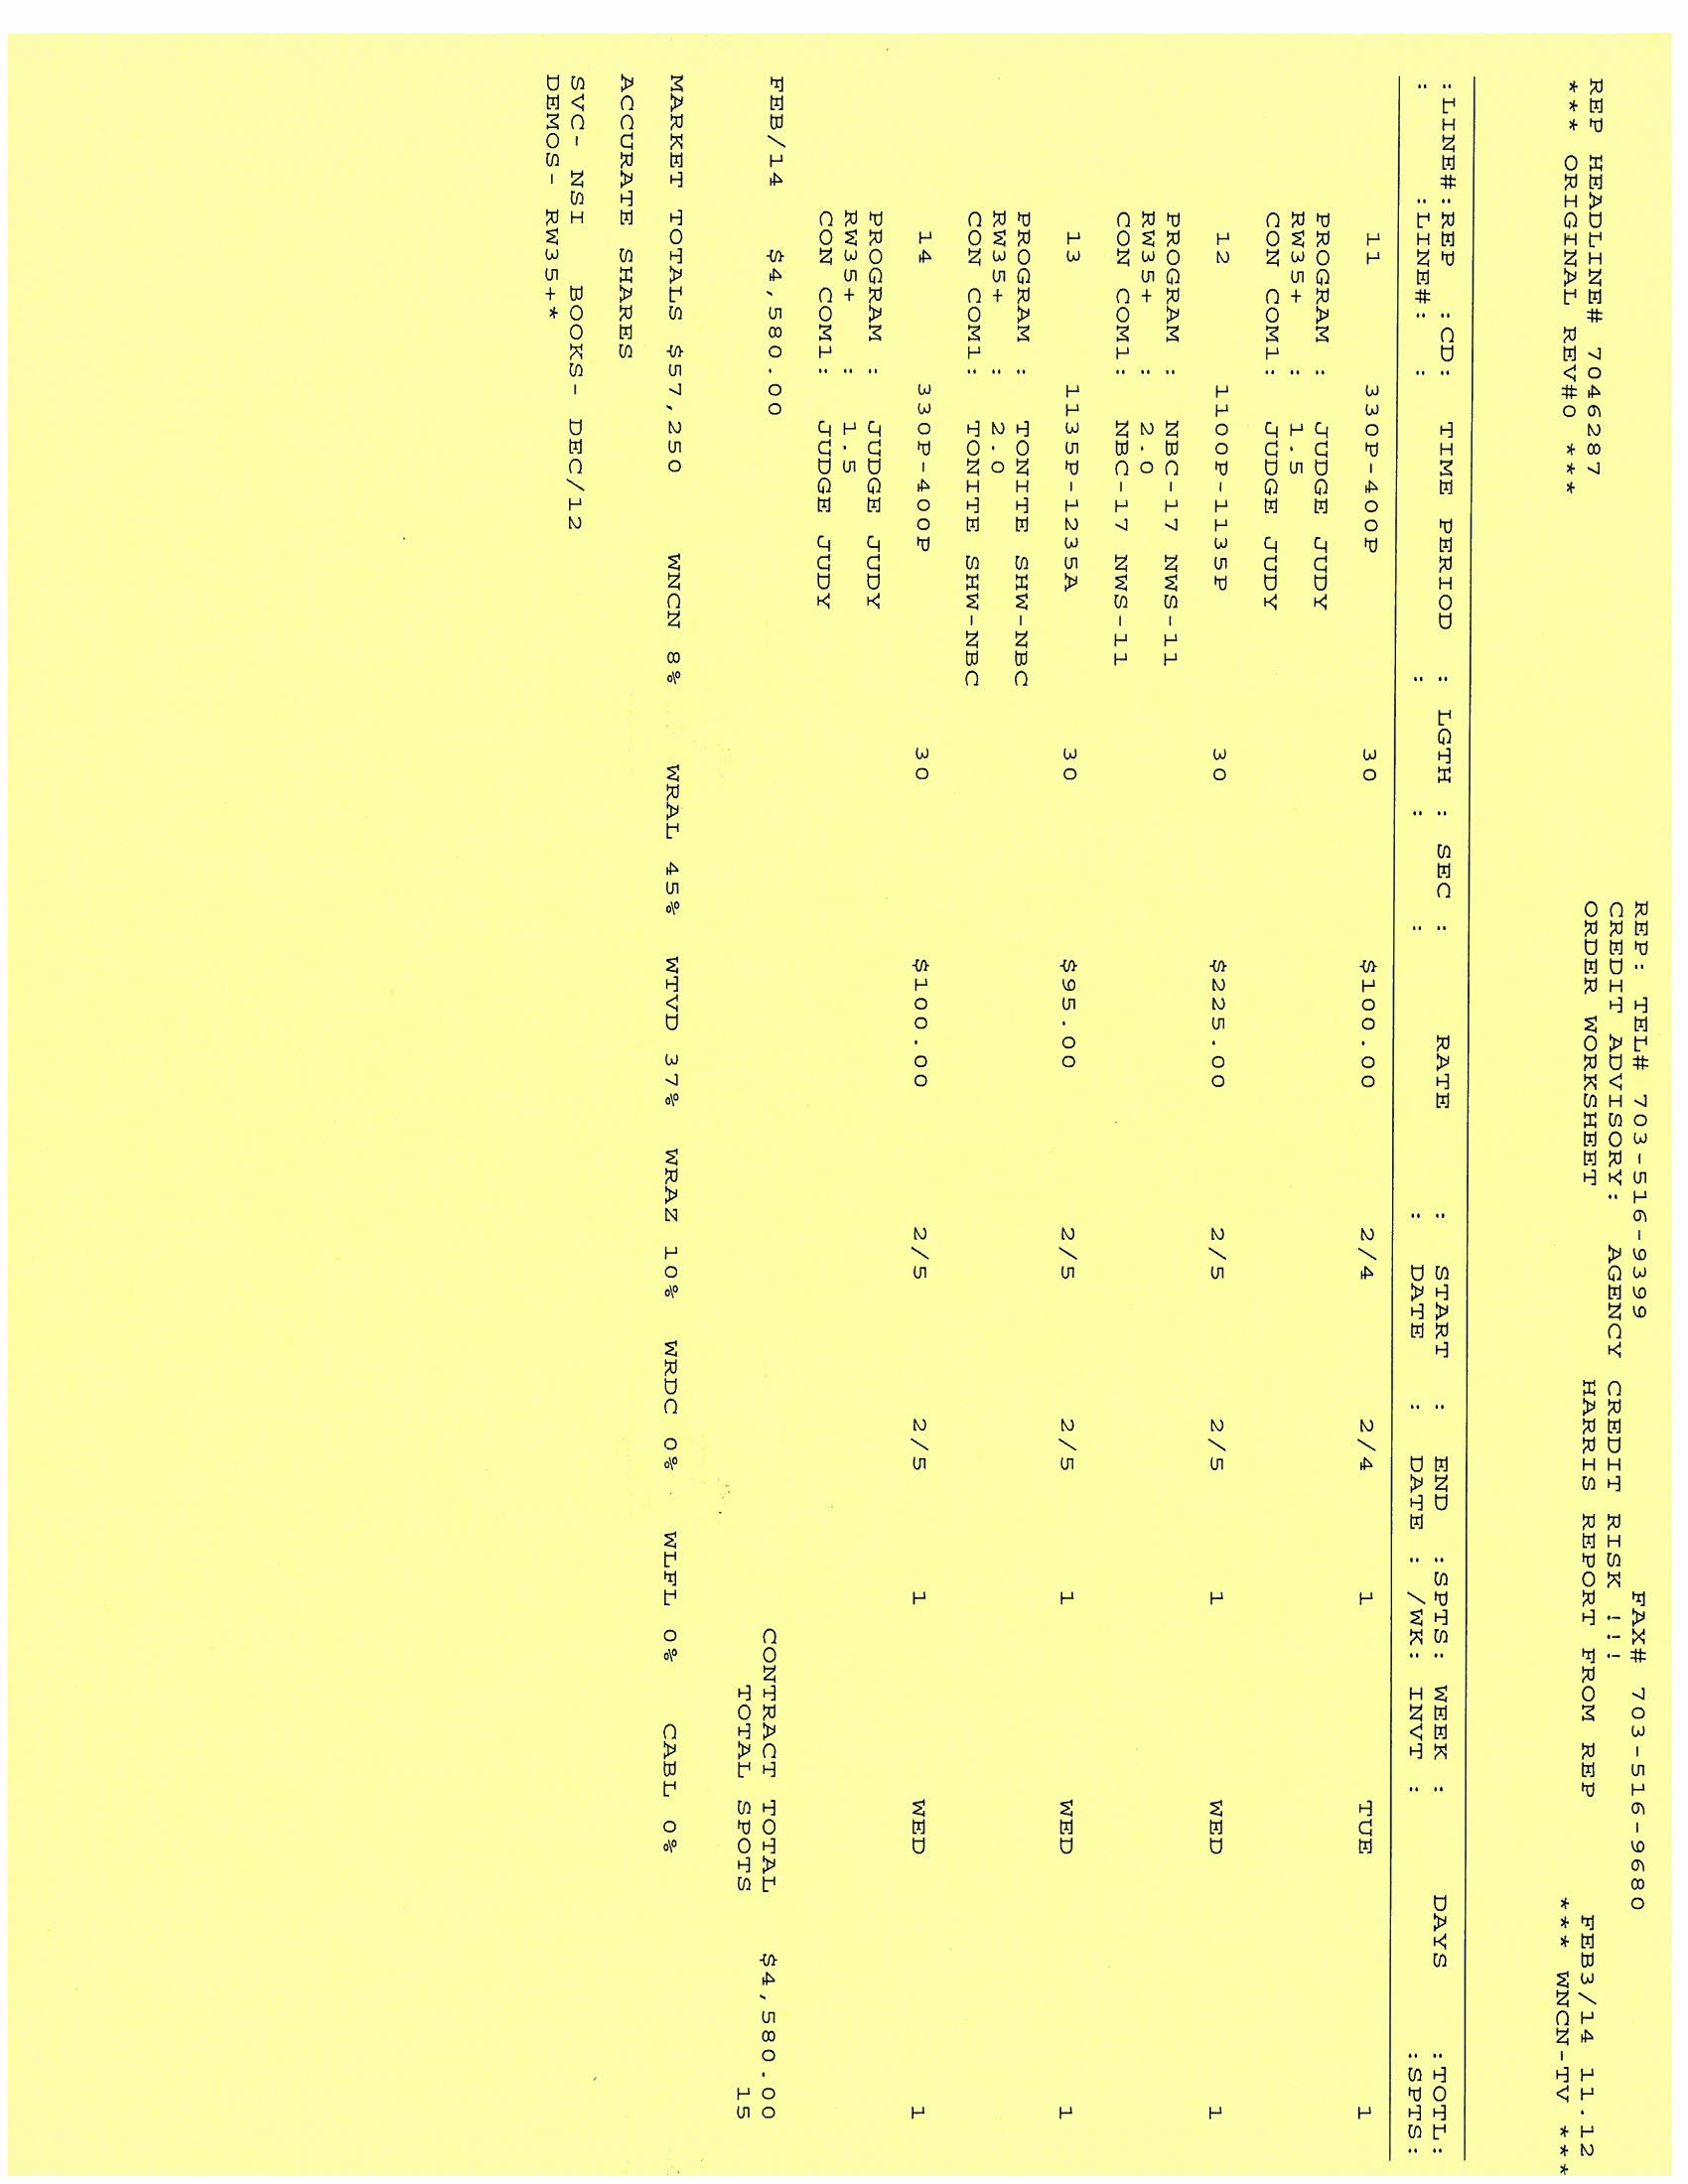 REP: TEL# 703-516-9399 FAX# 703-516-9680
CREDIT ADVISORY: AGENCY CREDIT RISK !!!
REP HEADLINE# 7046287 ORDER WORKSHEET HARRIS REPORT FROM REP FEB3/14 11.12
*** ORIGINAL REV#0 *** *** WNCN-TV ***
:LINE#:REP :CD: TIME PERIOD : LGTH : SEC : RATE : START : END :SPTS: WEEK : DAYS :TOTL:
: :LINE#: : : : : : DATE : DATE : /WK: INVT : :SPTS:
11 330P-400P 30 $100.00 2/4 2/4 1 TUE 1
PROGRAM : JUDGE JUDY
RW35+ : 1.5
CON COM1: JUDGE JUDY
12 1100P-1135P 30 $225.00 2/5 2/5 1 WED 1
PROGRAM : NBC-17 NWS-11
RW35+ : 2.0
CON COM1: NBC-17 NWS-11
13 1135P-1235A 30 $95.00 2/5 2/5 1 WED 1
PROGRAM : TONITE SHW-NBC
RW35+ : 2.0
CON COM1: TONITE SHW-NBC
14 330P-400P 30 $100.00 2/5 2/5 1 WED 1
PROGRAM : JUDGE JUDY
RW35+ : 1.5
CON COM1: JUDGE JUDY
FEB/14 $4,580.00 CONTRACT TOTAL $4,580.00
TOTAL SPOTS 15
MARKET TOTALS $57,250 WNCN 8% WRAL 45% WTVD 37% WRAZ 10% WRDC 0% WLFL 0% CABL 0%
ACCURATE SHARES
SVC- NSI BOOKS- DEC/12
DEMOS- RW35+*